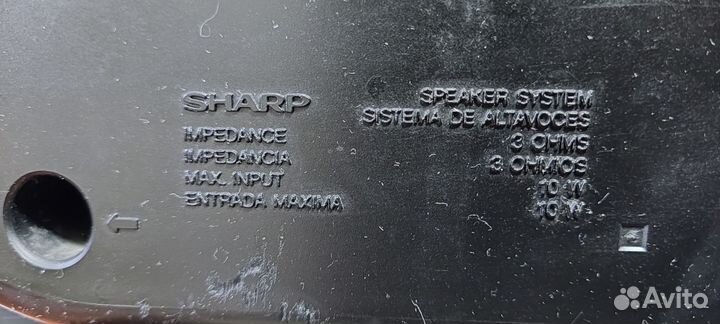 SHARP SPEAKER SYSTEM
SISTEMA DE ALTAVOCES
IMPEDANCE 3 OHMS
IMPEDANCIA 3 OHMIOS
MAX. INPUT 10 W
ENTRADA MAXIMA 10 W
Avito